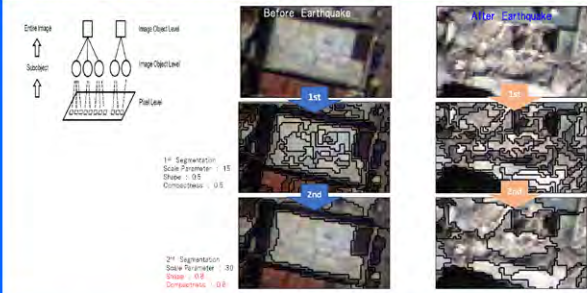 Entire Image
Image Object Level
Subobject
Image Object Level
Pixel Level
Before Earthquake
After Earthquake
1st
1st
1st Segmentation
Scale Parameter : 15
Shape : 0.5
Compactness : 0.5
2nd
2nd
2nd Segmentation
Scale Parameter : 30
Shape : 0.8
Compactness : 0.8